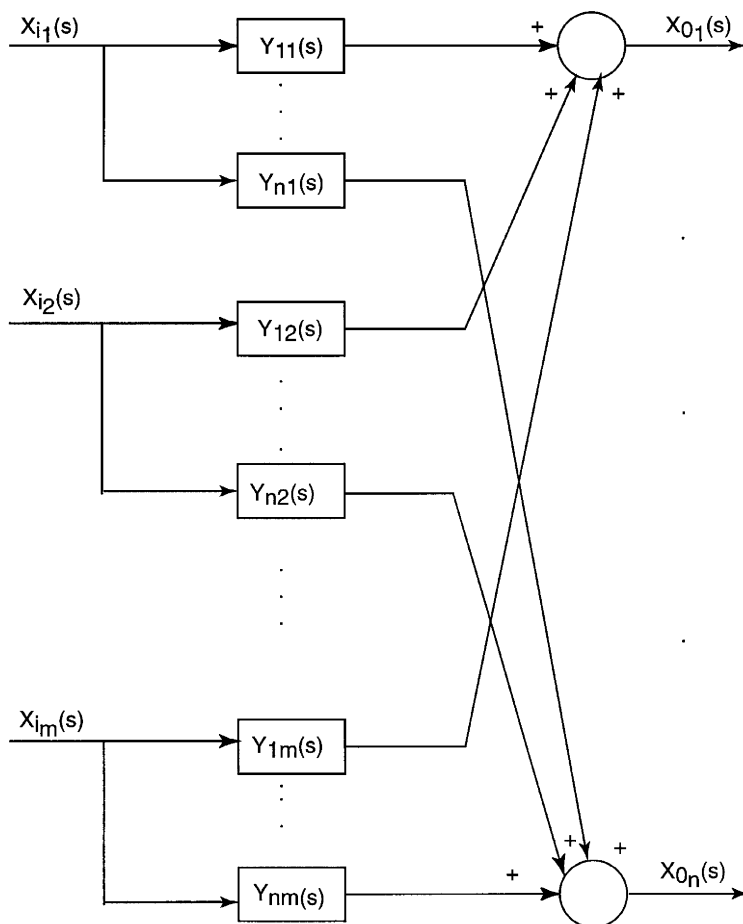 Xi1(s)
Y11(s)
+
X01(s)
+
+
Yn1(s)
Xi2(s)
Y12(s)
Yn2(s)
Xim(s)
Y1m(s)
+
+
Ynm(s)
+
X0n(s)